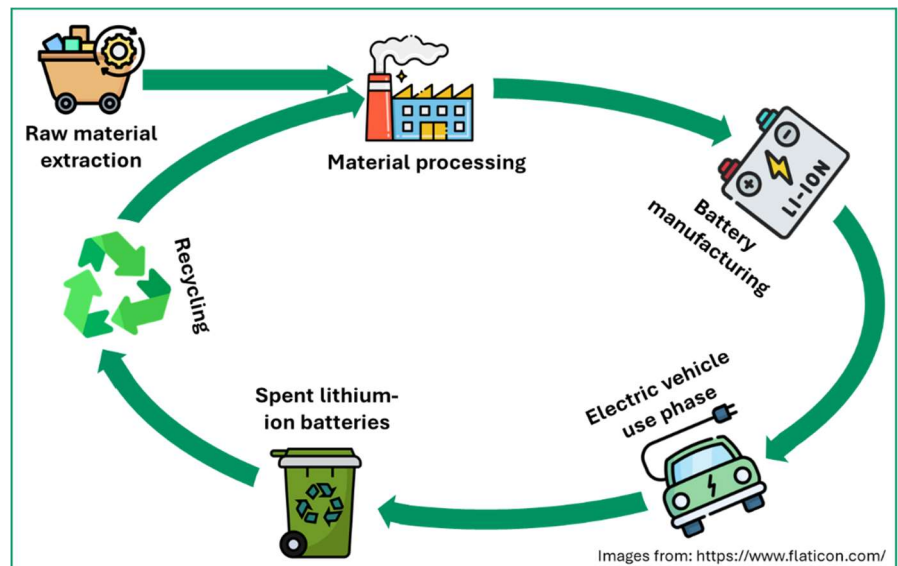 Raw material
extraction
Material processing
LI-ION
Battery
manufacturing
Recycling
Spent lithium-
ion batteries
Electric vehicle
use phase
Images from: https://www.flaticon.com/